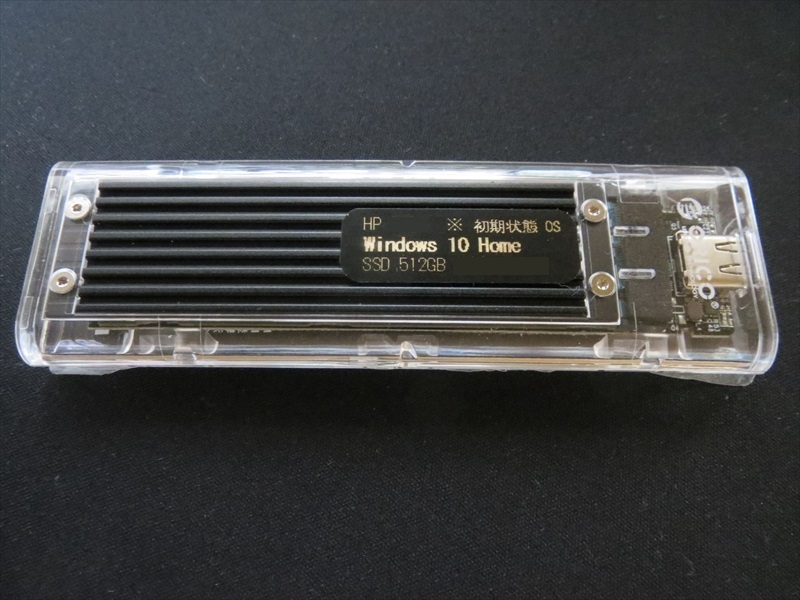 HP ※ 初期状態 OS
Windows 10 Home
SSD 512GB